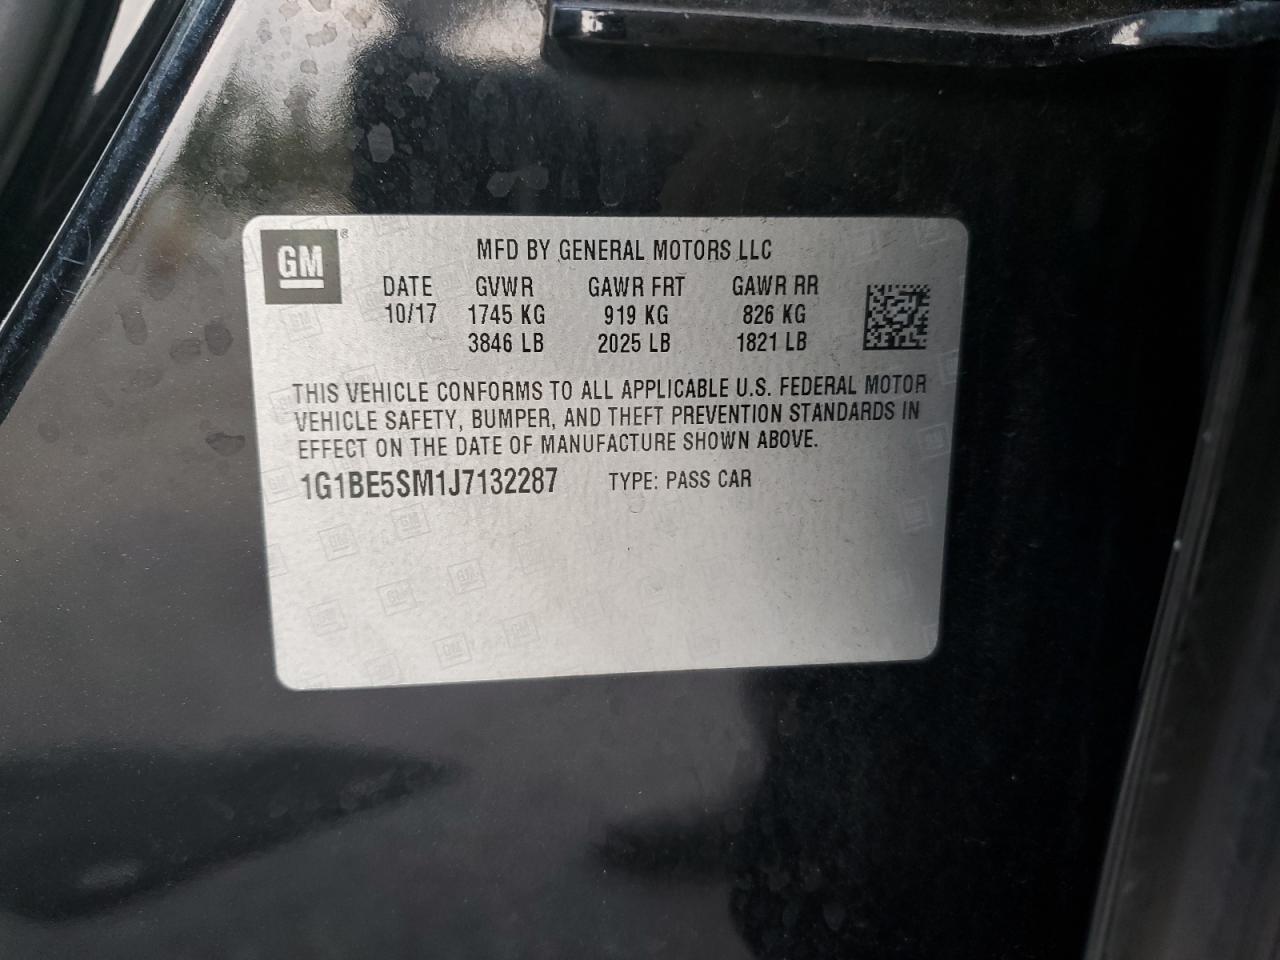 GM®
MFD BY GENERAL MOTORS LLC
DATE GVWR GAWR FRT GAWR RR
10/17 1745 KG 919 KG 826 KG
3846 LB 2025 LB 1821 LB
THIS VEHICLE CONFORMS TO ALL APPLICABLE U.S. FEDERAL MOTOR
VEHICLE SAFETY, BUMPER, AND THEFT PREVENTION STANDARDS IN
EFFECT ON THE DATE OF MANUFACTURE SHOWN ABOVE.
1G1BE5SM1J7132287 TYPE: PASS CAR